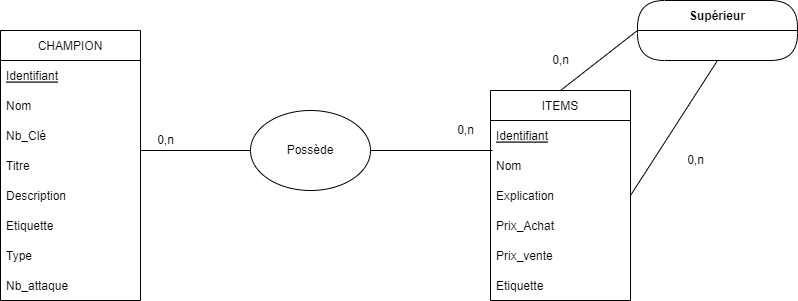 CHAMPION
Identifiant
Nom
Nb_Clé
Titre
Description
Etiquette
Type
Nb_attaque
0,n
Possède
0,n
ITEMS
Identifiant
Nom
Explication
Prix_Achat
Prix_vente
Etiquette
0,n
Supérieur
0,n